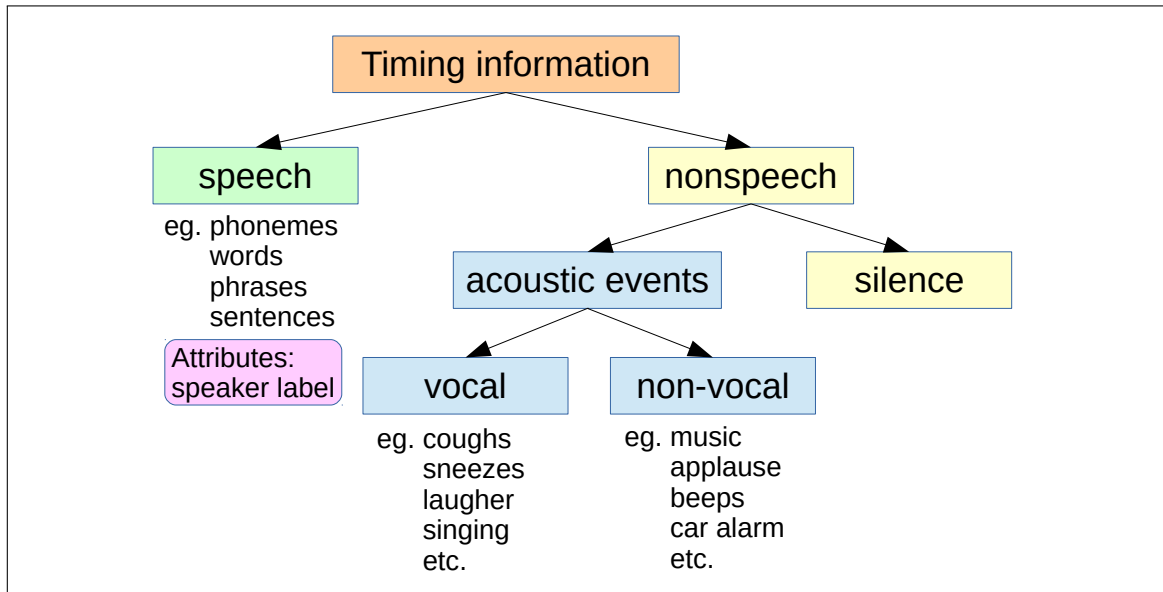 Timing information
speech
nonspeech
eg. phonemes
words
phrases
sentences
acoustic events
silence
Attributes:
speaker label
vocal
non-vocal
eg. coughs
sneezes
laugher
singing
etc.
eg. music
applause
beeps
car alarm
etc.